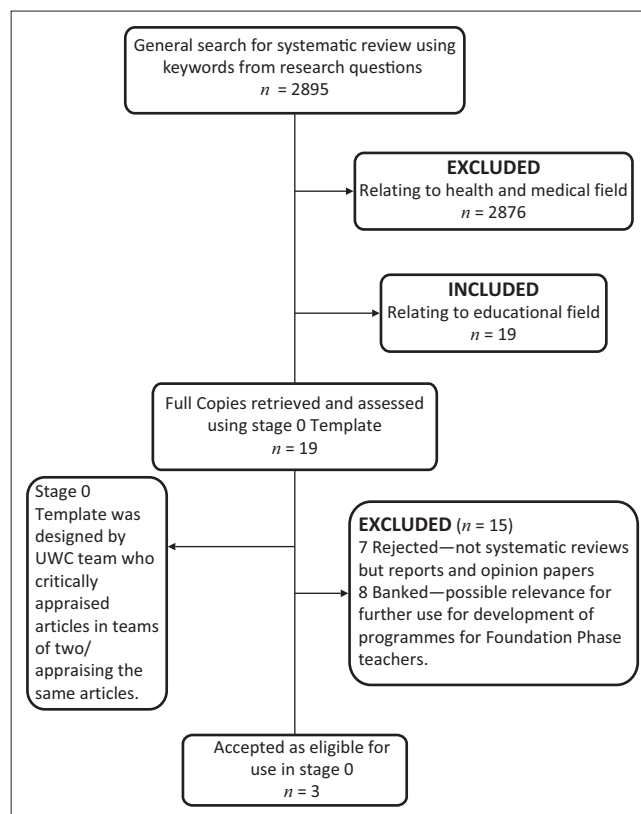 General search for systematic review using
keywords from research questions
n = 2895
EXCLUDED
Relating to health and medical field
n = 2876
INCLUDED
Relating to educational field
n = 19
Full Copies retrieved and assessed
using stage 0 Template
n = 19
Stage 0
Template was
designed by
UWC team who
critically
appraised
articles in teams
of two/
appraising the
same articles.
EXCLUDED (n = 15)
7 Rejected—not systematic reviews
but reports and opinion papers
8 Banked—possible relevance for
further use for development of
programmes for Foundation Phase
teachers.
Accepted as eligible for
use in stage 0
n = 3